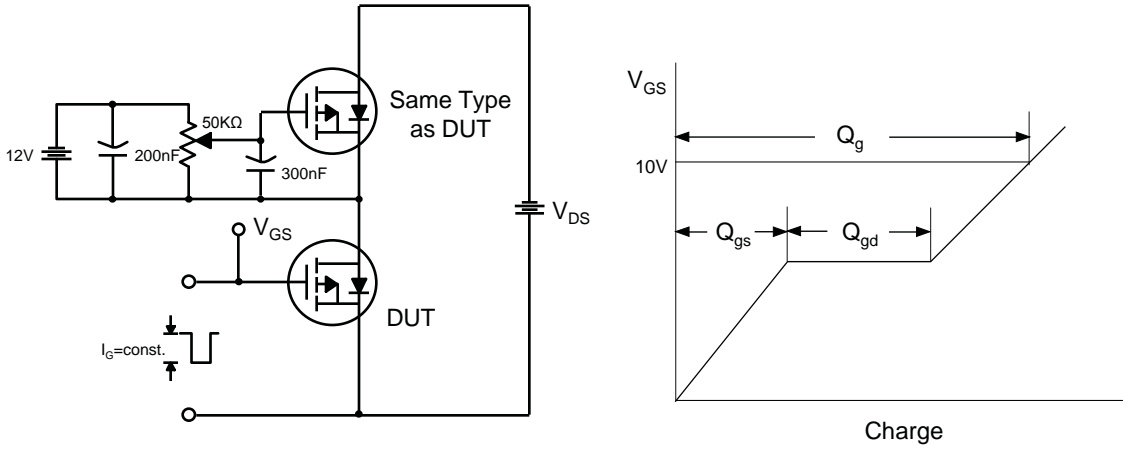 12V
200nF
50KΩ
300nF
Same Type
as DUT
V_DS
V_GS
DUT
I_G=const.
V_GS
10V
Q_g
Q_gs
Q_gd
Charge